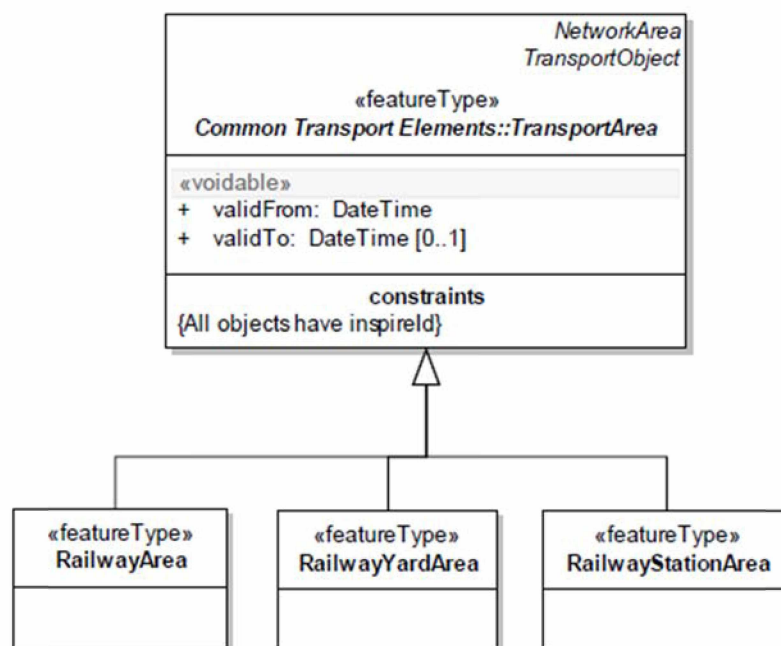 NetworkArea
TransportObject
«featureType»
Common Transport Elements::TransportArea
«voidable»
+ validFrom: DateTime
+ validTo: DateTime [0..1]
constraints
{All objects have inspireId}
«featureType»
RailwayArea
«featureType»
RailwayYardArea
«featureType»
RailwayStationArea